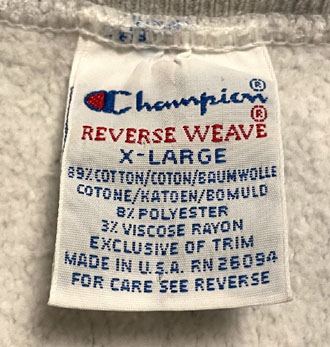 Champion®
REVERSE WEAVE®
X-LARGE
89% COTTON/COTON/BAUMWOLLE
COTONE/KATOEN/BOMULD
8% POLYESTER
3% VISCOSE RAYON
EXCLUSIVE OF TRIM
MADE IN U.S.A. RN 26094
FOR CARE SEE REVERSE